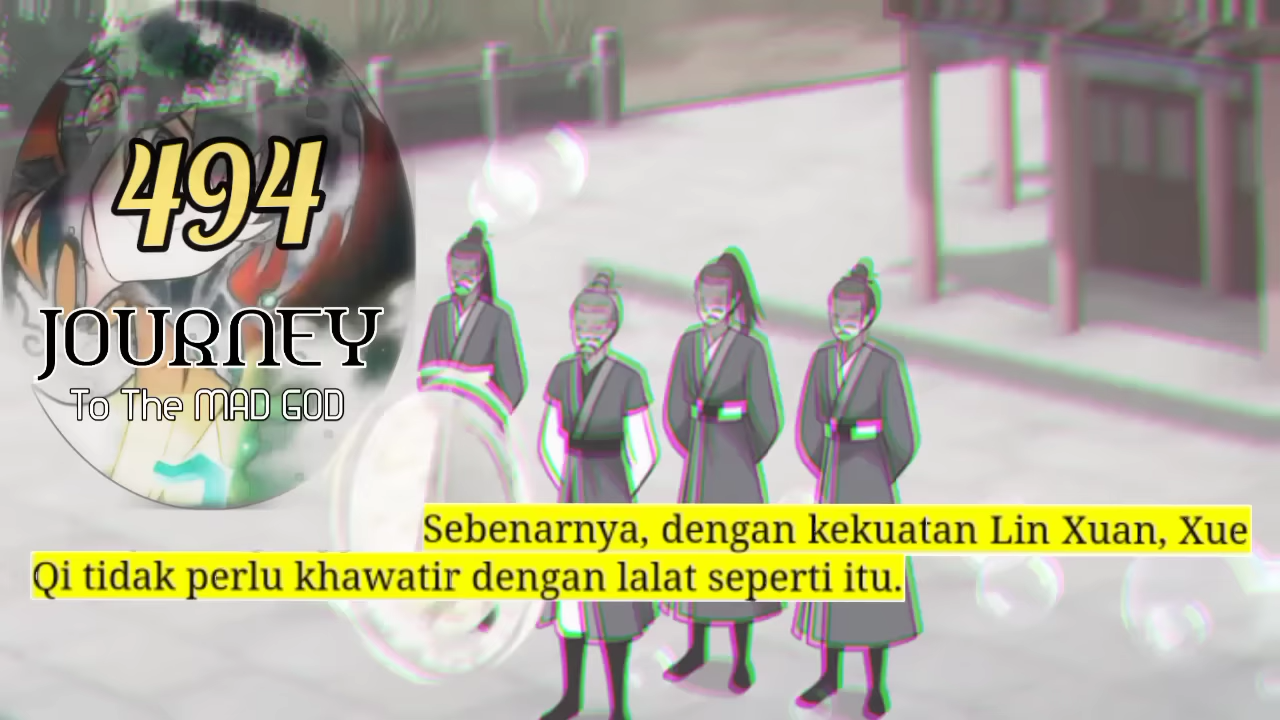 494
JOURNEY
To The MAD GOD
Sebenarnya, dengan kekuatan Lin Xuan, Xue
Qi tidak perlu khawatir dengan lalat seperti itu.